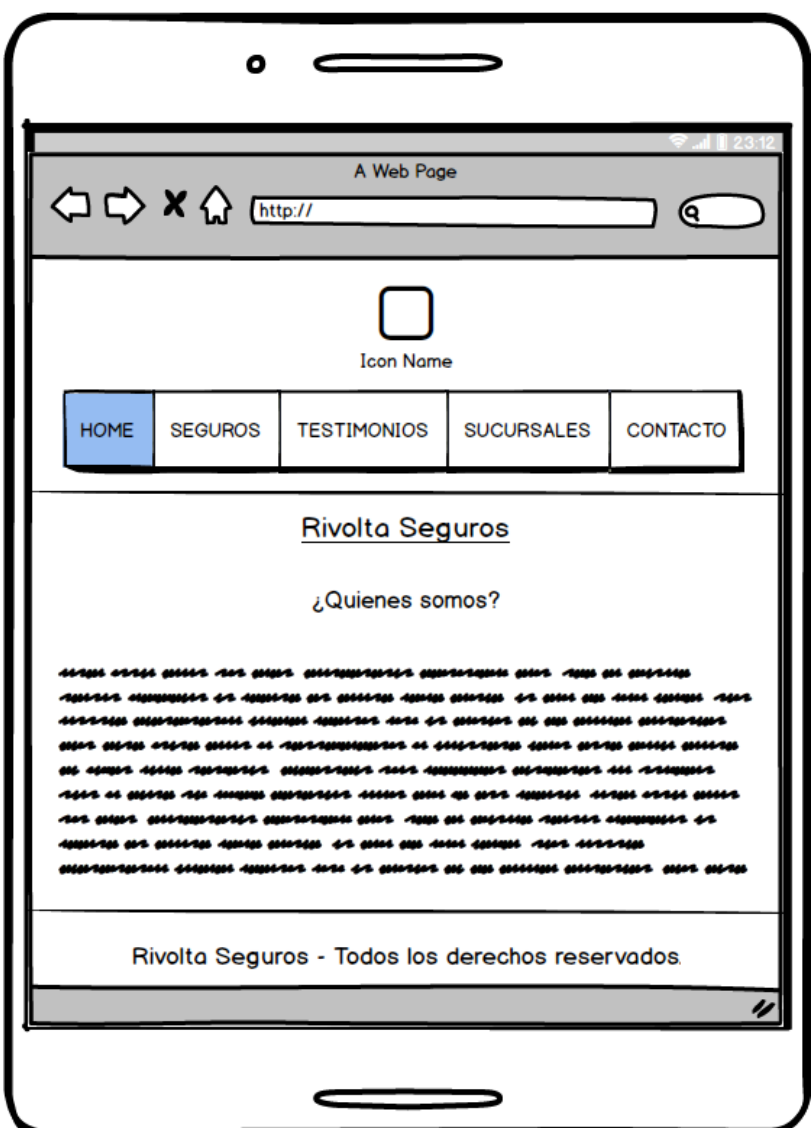 23:12
A Web Page
http://
Icon Name
HOME SEGUROS TESTIMONIOS SUCURSALES CONTACTO
Rivolta Seguros
¿Quienes somos?
Rivolta Seguros - Todos los derechos reservados.